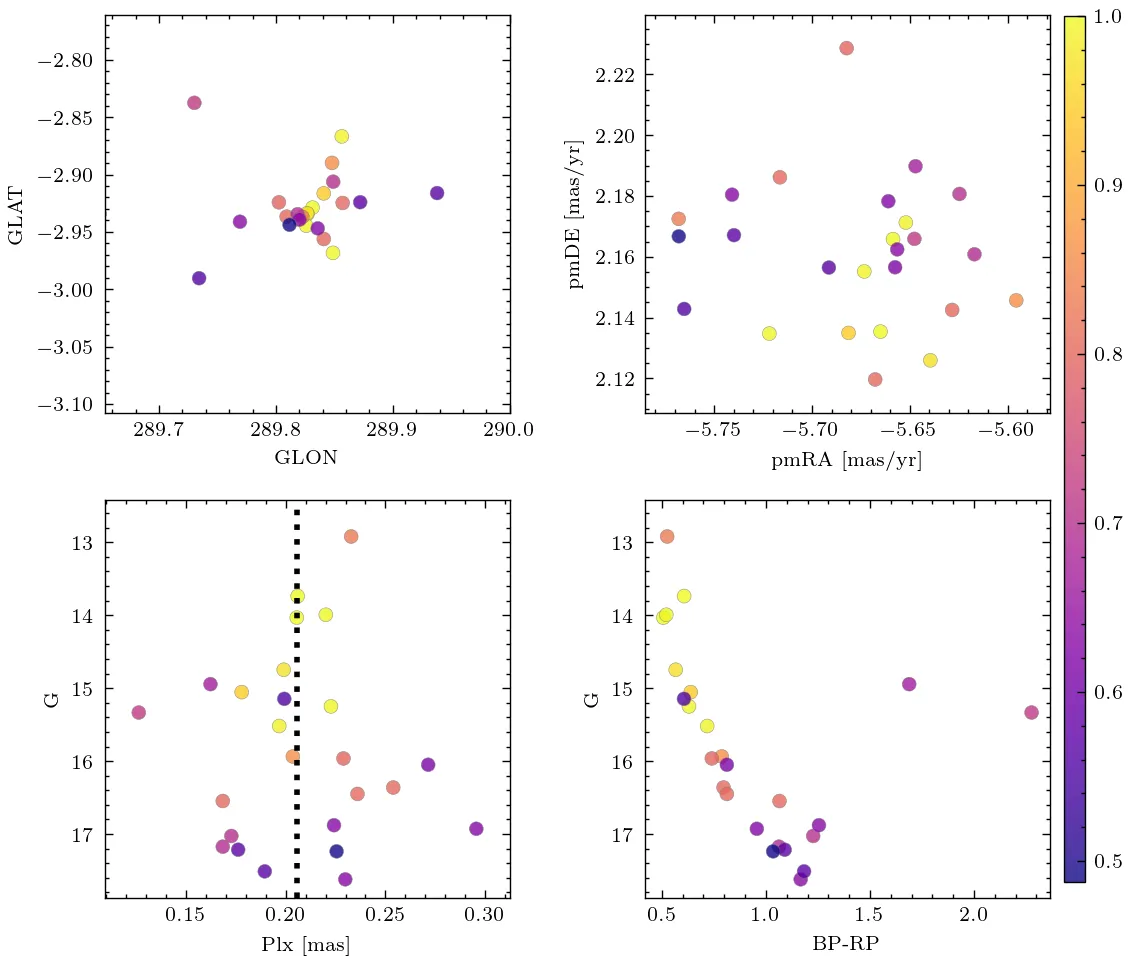 −2.80
−2.85
−2.90
−2.95
−3.00
−3.05
−3.10
GLAT
289.7 289.8 289.9 290.0
GLON
2.22
2.20
2.18
2.16
2.14
2.12
pmDE [mas/yr]
−5.75 −5.70 −5.65 −5.60
pmRA [mas/yr]
1.0
0.9
0.8
0.7
0.6
0.5
13
14
15
16
17
G
0.15 0.20 0.25 0.30
Plx [mas]
13
14
15
16
17
G
0.5 1.0 1.5 2.0
BP-RP